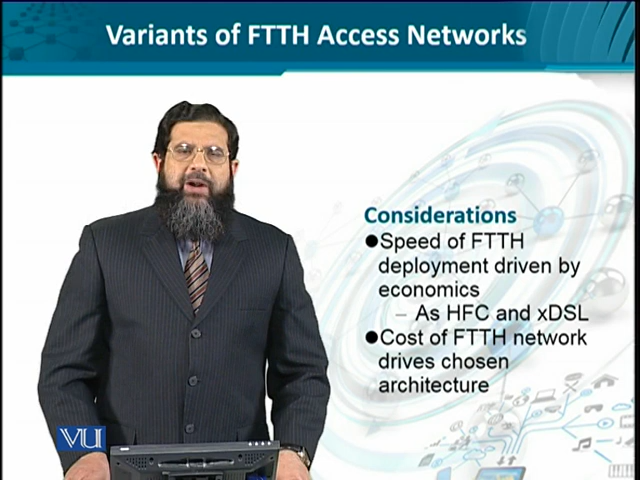 Variants of FTTH Access Networks
Considerations
●Speed of FTTH
deployment driven by
economics
– As HFC and xDSL
●Cost of FTTH network
drives chosen
architecture
VU